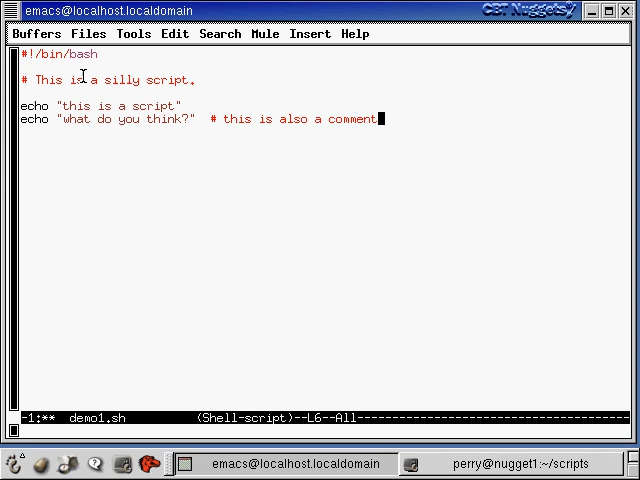 emacs@localhost.localdomain
CBT Nuggets
Buffers Files Tools Edit Search Mule Insert Help
#!/bin/bash
# This is a silly script.
echo "this is a script"
echo "what do you think?"  # this is also a comment
-1:**  demo1.sh        (Shell-script)--L6--All--------------------------------------
emacs@localhost.localdomain
perry@nugget1:~/scripts